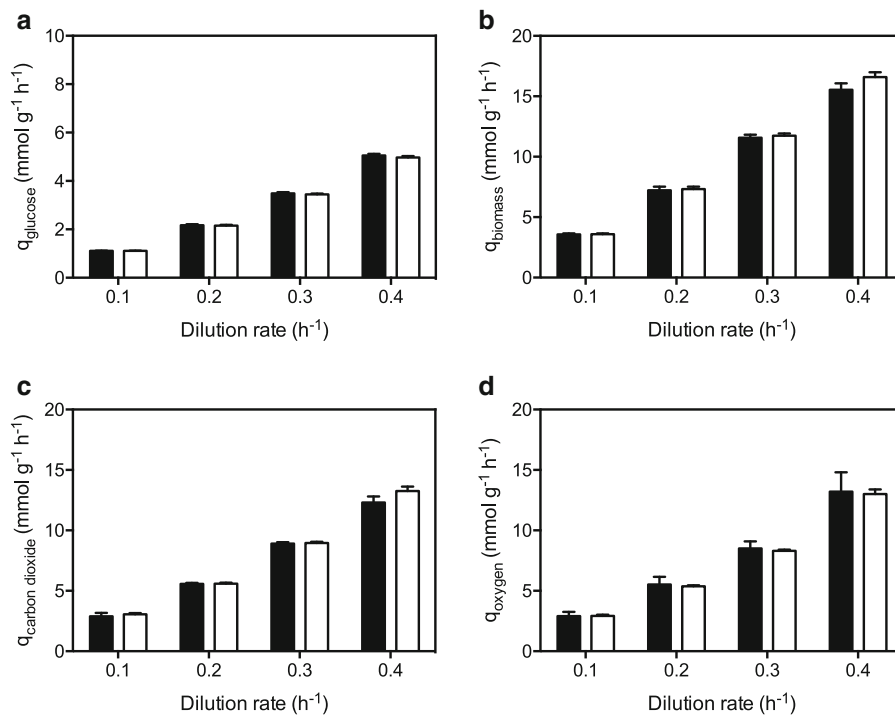 a
10
8
6
4
2
0
q_glucose (mmol g⁻¹ h⁻¹)
0.1 0.2 0.3 0.4
Dilution rate (h⁻¹)
b
20
15
10
5
0
q_biomass (mmol g⁻¹ h⁻¹)
0.1 0.2 0.3 0.4
Dilution rate (h⁻¹)
c
20
15
10
5
0
q_carbon dioxide (mmol g⁻¹ h⁻¹)
0.1 0.2 0.3 0.4
Dilution rate (h⁻¹)
d
20
15
10
5
0
q_oxygen (mmol g⁻¹ h⁻¹)
0.1 0.2 0.3 0.4
Dilution rate (h⁻¹)